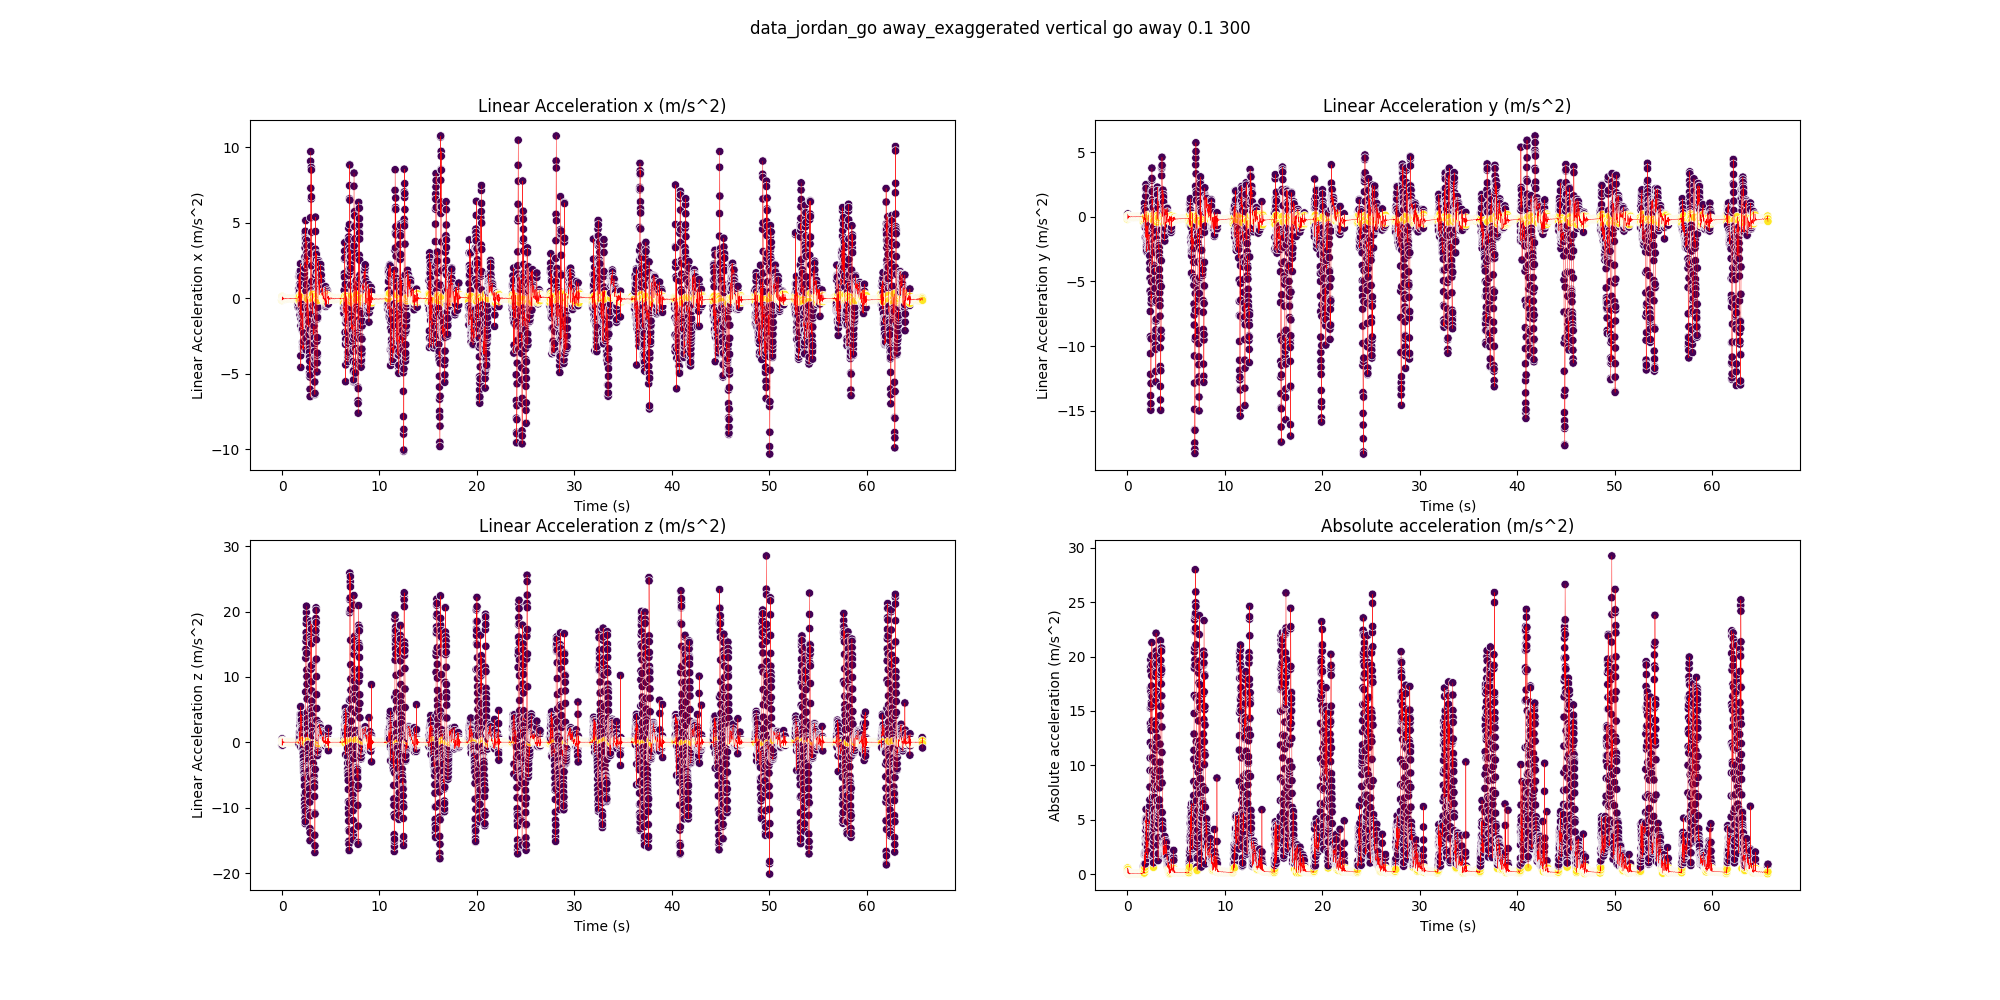 data_jordan_go away_exaggerated vertical go away 0.1 300
Linear Acceleration x (m/s^2)
Linear Acceleration x (m/s^2)
10
5
0
−5
−10
0 10 20 30 40 50 60
Time (s)
Linear Acceleration y (m/s^2)
Linear Acceleration y (m/s^2)
5
0
−5
−10
−15
0 10 20 30 40 50 60
Time (s)
Linear Acceleration z (m/s^2)
Linear Acceleration z (m/s^2)
30
20
10
0
−10
−20
0 10 20 30 40 50 60
Time (s)
Absolute acceleration (m/s^2)
Absolute acceleration (m/s^2)
30
25
20
15
10
5
0
0 10 20 30 40 50 60
Time (s)